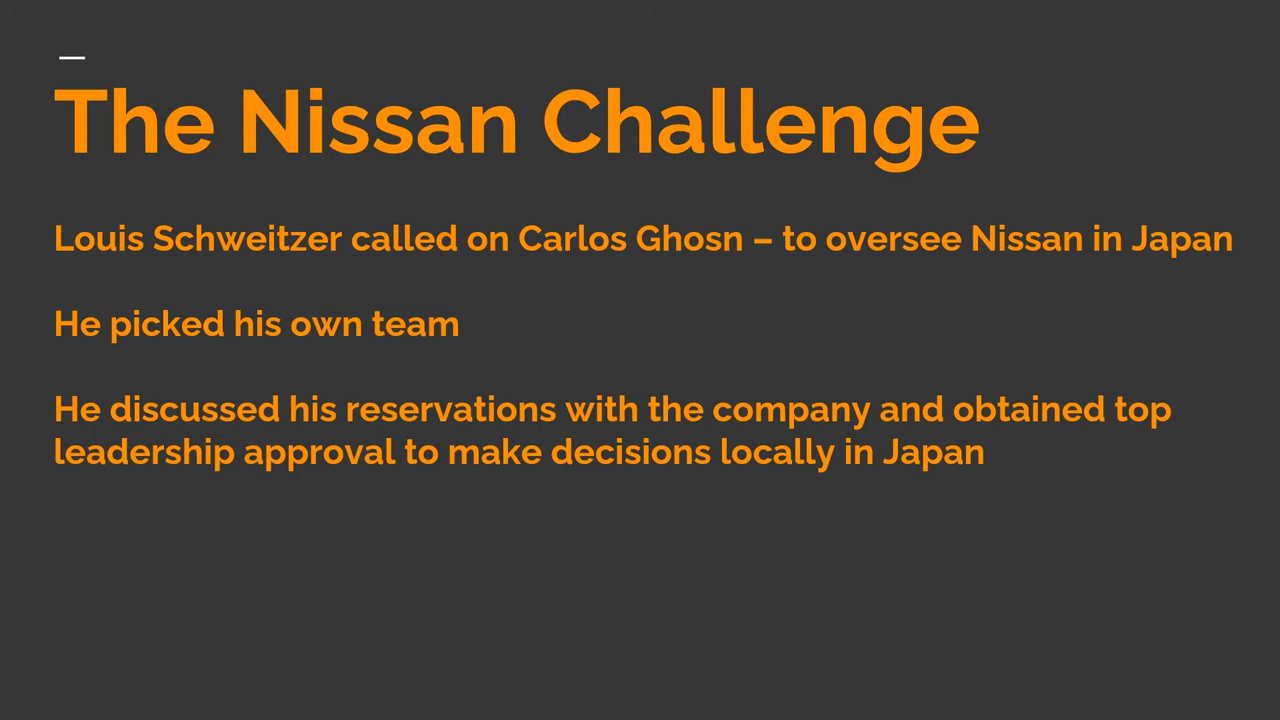 The Nissan Challenge
Louis Schweitzer called on Carlos Ghosn – to oversee Nissan in Japan
He picked his own team
He discussed his reservations with the company and obtained top
leadership approval to make decisions locally in Japan